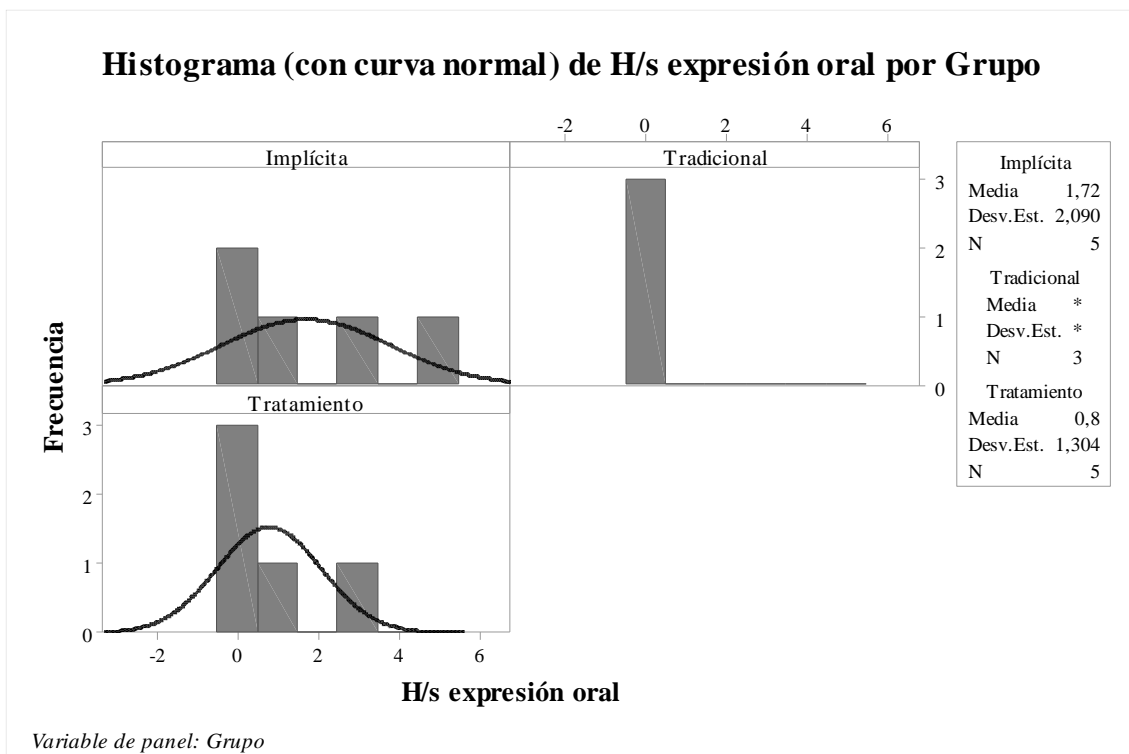 Histograma (con curva normal) de H/s expresión oral por Grupo
-2 0 2 4 6
Implícita
Tradicional
3
2
1
0
Tratamiento
3
2
1
0
-2 0 2 4 6
Frecuencia
H/s expresión oral
Implícita
Media 1,72
Desv.Est. 2,090
N 5
Tradicional
Media *
Desv.Est. *
N 3
Tratamiento
Media 0,8
Desv.Est. 1,304
N 5
Variable de panel: Grupo